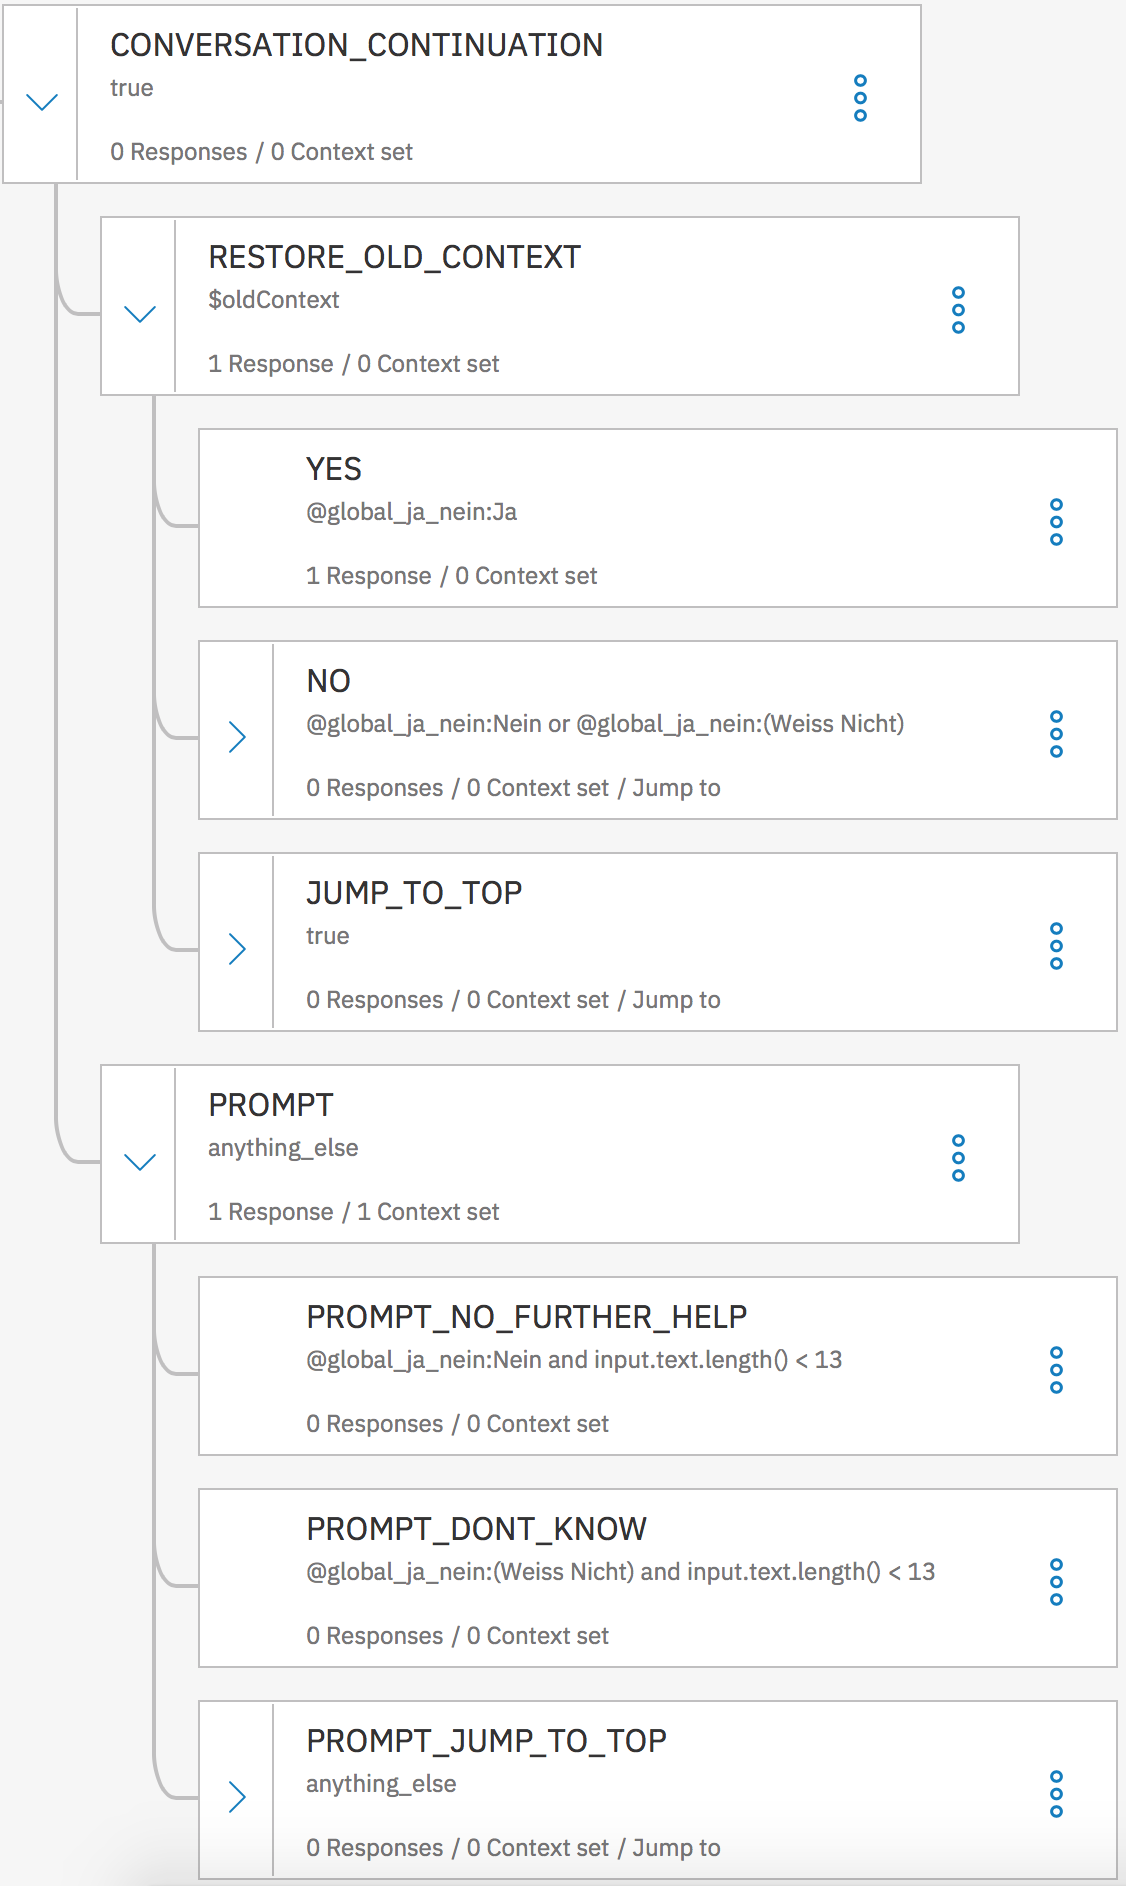 CONVERSATION_CONTINUATION
true
0 Responses / 0 Context set
RESTORE_OLD_CONTEXT
$oldContext
1 Response / 0 Context set
YES
@global_ja_nein:Ja
1 Response / 0 Context set
NO
@global_ja_nein:Nein or @global_ja_nein:(Weiss Nicht)
0 Responses / 0 Context set / Jump to
JUMP_TO_TOP
true
0 Responses / 0 Context set / Jump to
PROMPT
anything_else
1 Response / 1 Context set
PROMPT_NO_FURTHER_HELP
@global_ja_nein:Nein and input.text.length() < 13
0 Responses / 0 Context set
PROMPT_DONT_KNOW
@global_ja_nein:(Weiss Nicht) and input.text.length() < 13
0 Responses / 0 Context set
PROMPT_JUMP_TO_TOP
anything_else
0 Responses / 0 Context set / Jump to